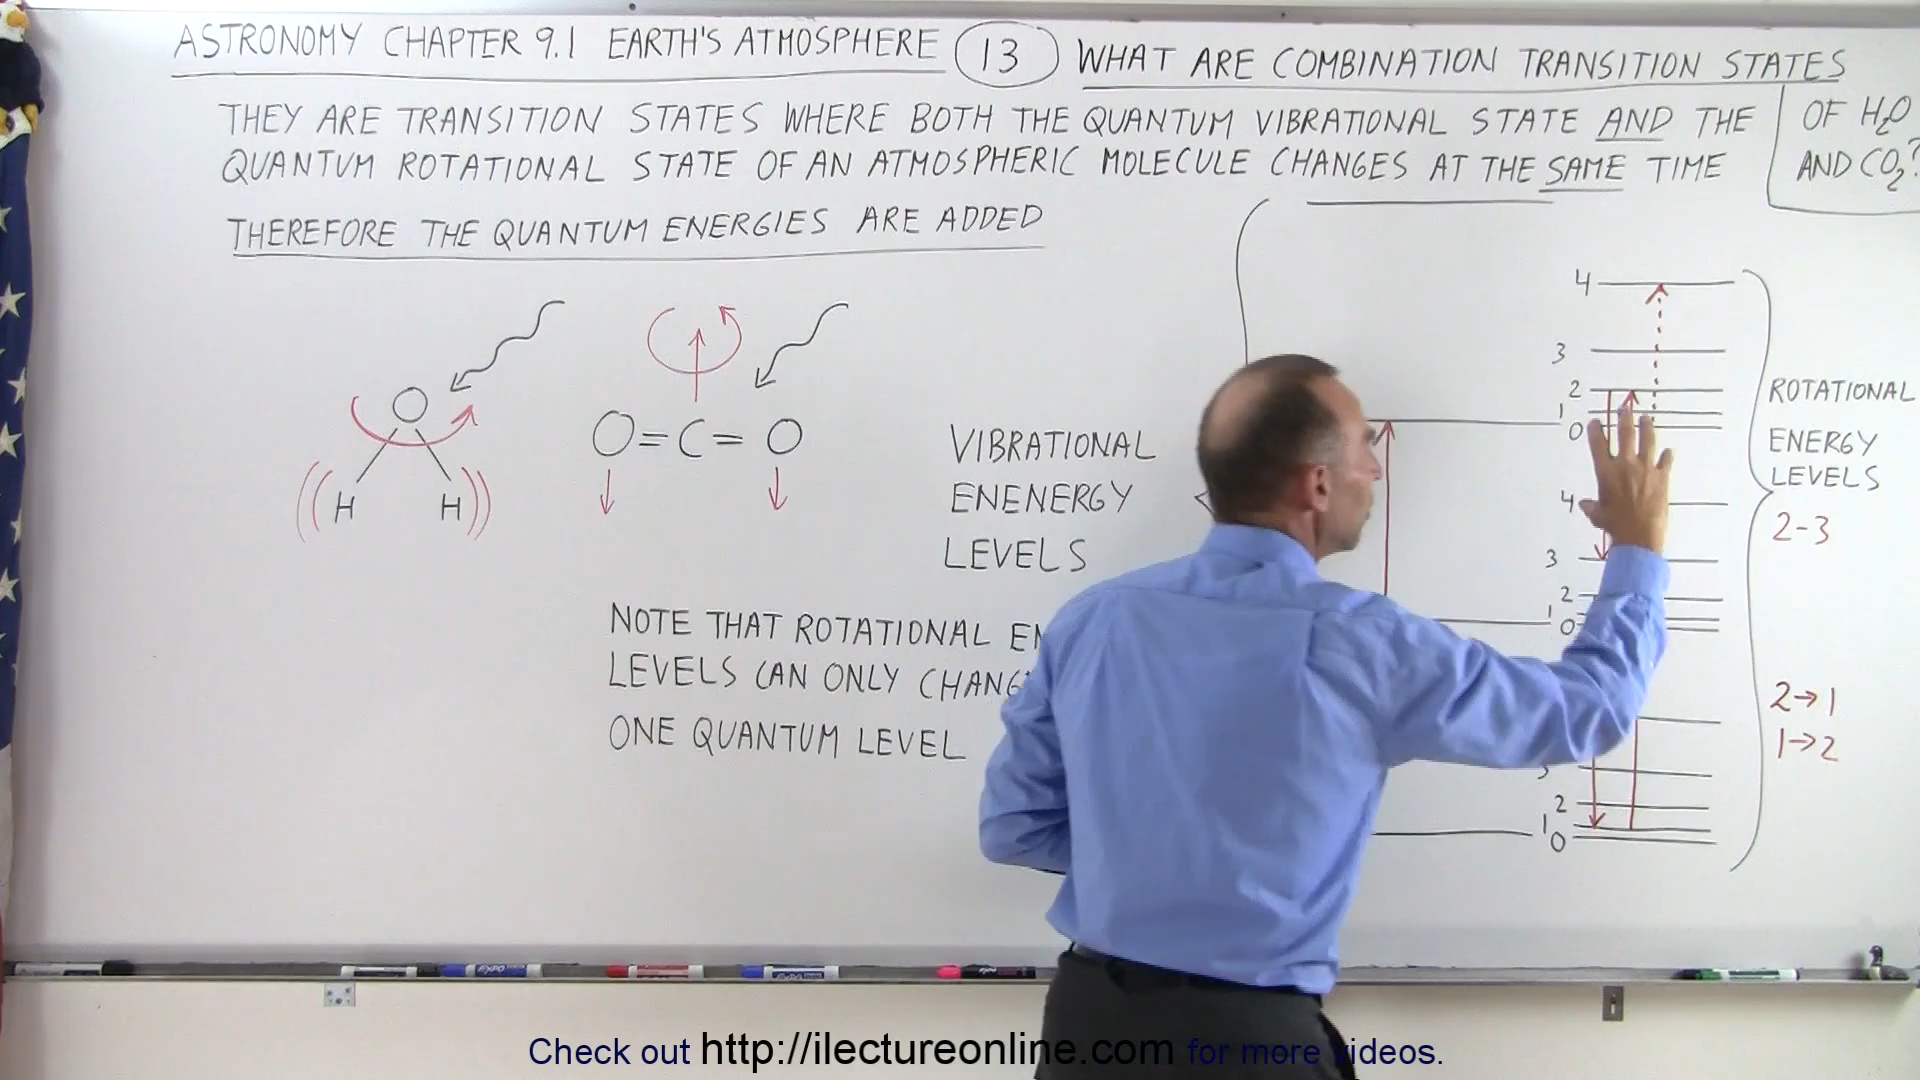 ASTRONOMY CHAPTER 9.1 EARTH'S ATMOSPHERE 13 WHAT ARE COMBINATION TRANSITION STATES
OF H2O
AND CO2?
THEY ARE TRANSITION STATES WHERE BOTH THE QUANTUM VIBRATIONAL STATE AND THE
QUANTUM ROTATIONAL STATE OF AN ATMOSPHERIC MOLECULE CHANGES AT THE SAME TIME
THEREFORE THE QUANTUM ENERGIES ARE ADDED
O
H H
O=C=O
VIBRATIONAL
ENENERGY
LEVELS
NOTE THAT ROTATIONAL
LEVELS CAN ONLY
ONE QUANTUM LEVEL
4
3
2
1
0
4
3
2
1
0
3
2
1
0
ROTATIONAL
ENERGY
LEVELS
2-3
2→1
1→2
Check out http://ilectureonline.com for more videos.